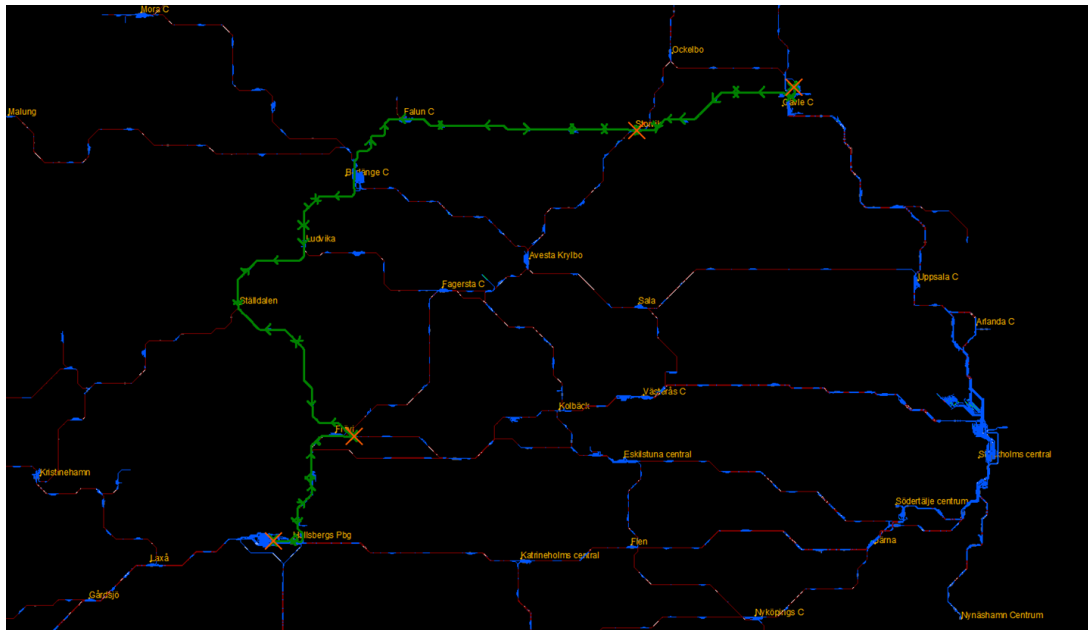 Mora C
Ockelbo
Malung
Falun C
Gävle C
Storvik
Borlänge C
Ludvika
Avesta Krylbo
Fagersta C
Uppsala C
Ställdalen
Sala
Arlanda C
Västerås C
Kolbäck
Frövi
Eskilstuna central
Stockholms central
Kristinehamn
Södertälje centrum
Hallsbergs Pbg
Laxå
Katrineholms central
Flen
Järna
Gårdsjö
Nyköpings C
Nynäshamn Centrum